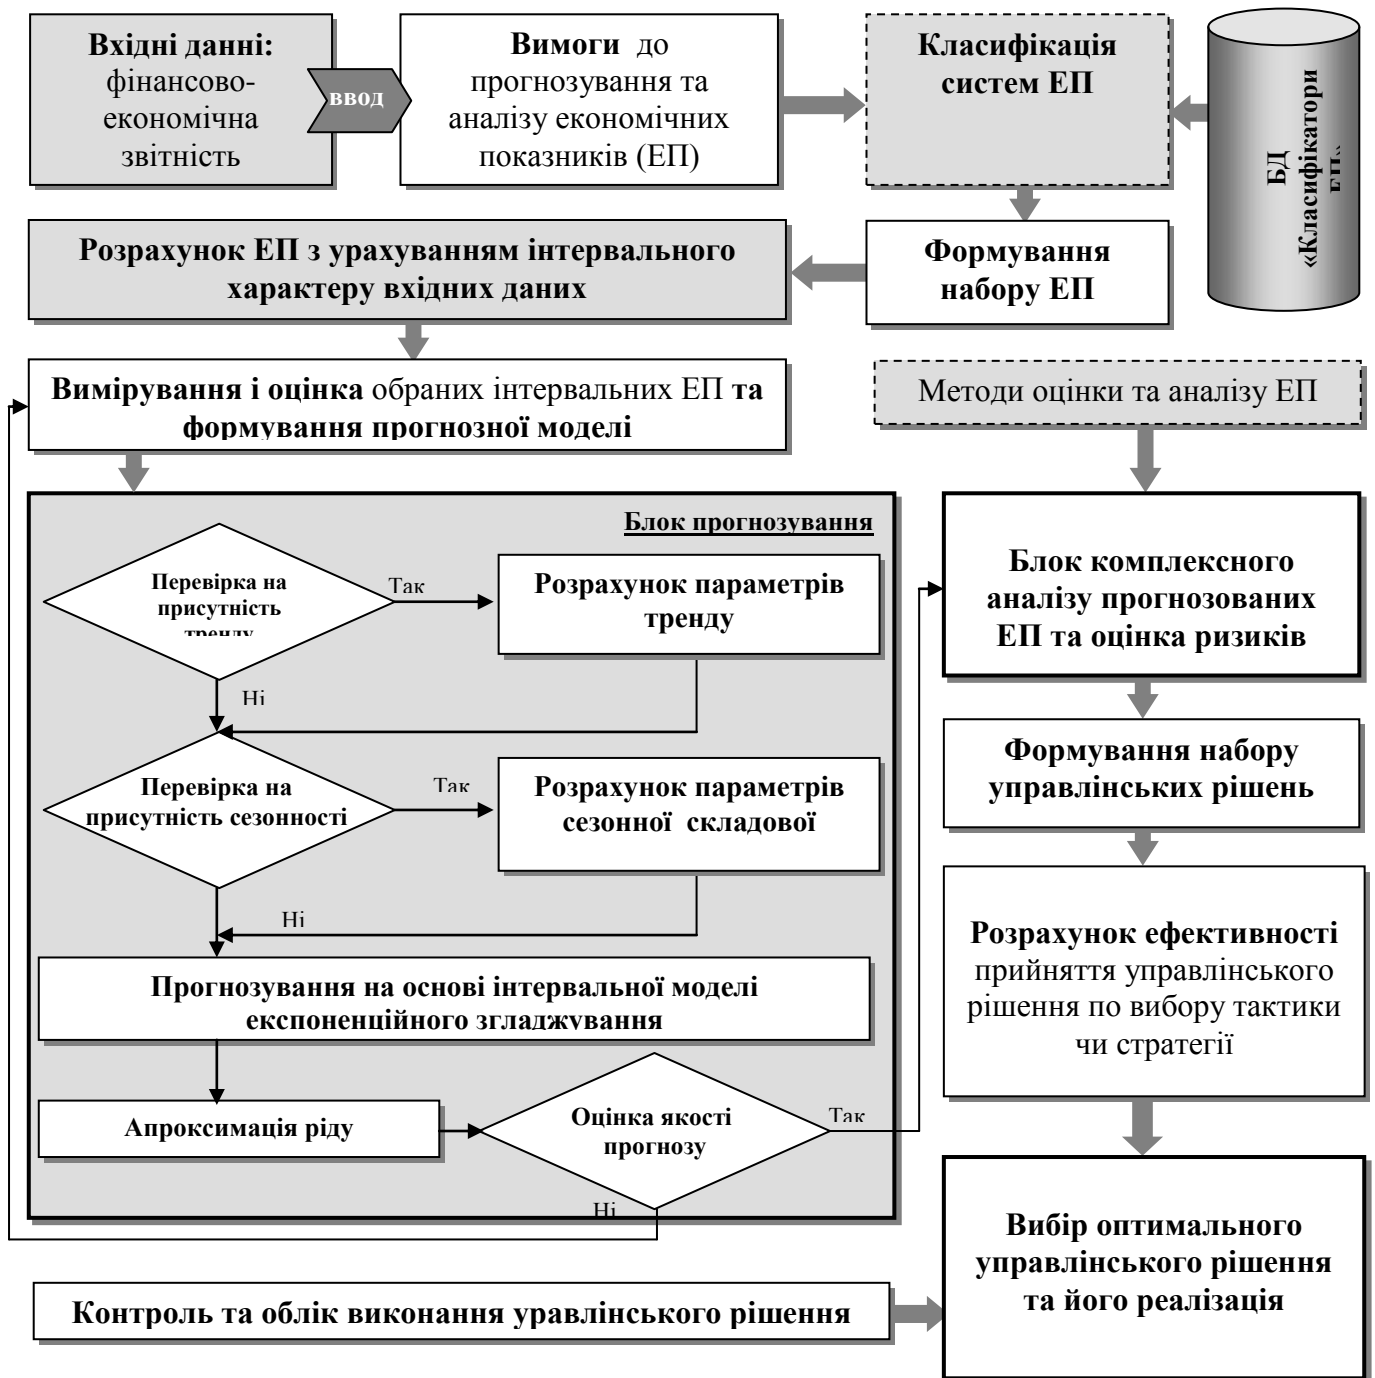 Вхідні данні:
фінансово-
економічна
звітність
ввод
Вимоги до
прогнозування та
аналізу економічних
показників (ЕП)
Класифікація
систем ЕП
БД
«Класифікатори
ЕП«
Розрахунок ЕП з урахуванням інтервального
характеру вхідних даних
Формування
набору ЕП
Вимірування і оцінка обраних інтервальних ЕП та
формування прогнозної моделі
Методи оцінки та аналізу ЕП
Блок прогнозування
Перевірка на
присутність
тренду
Так
Розрахунок параметрів
тренду
Ні
Перевірка на
присутність сезонності
Так
Розрахунок параметрів
сезонної складової
Ні
Прогнозування на основі інтервальної моделі
експоненційного згладжування
Апроксимація ріду
Оцінка якості
прогнозу
Так
Ні
Блок комплексного
аналізу прогнозованих
ЕП та оцінка ризиків
Формування набору
управлінських рішень
Розрахунок ефективності
прийняття управлінського
рішення по вибору тактики
чи стратегії
Вибір оптимального
управлінського рішення
та його реалізація
Контроль та облік виконання уравлінського рішення